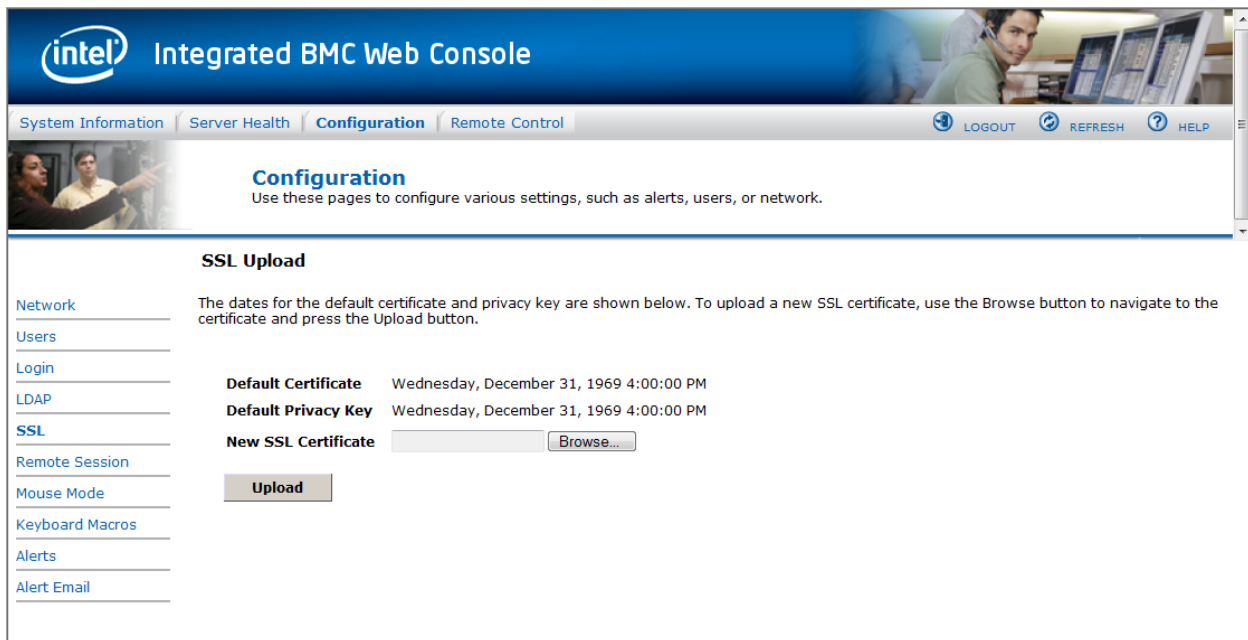 intel Integrated BMC Web Console
System Information Server Health Configuration Remote Control LOGOUT REFRESH ? HELP
Configuration
Use these pages to configure various settings, such as alerts, users, or network.
SSL Upload
The dates for the default certificate and privacy key are shown below. To upload a new SSL certificate, use the Browse button to navigate to the
certificate and press the Upload button.
Network
Users
Login
LDAP
SSL
Remote Session
Mouse Mode
Keyboard Macros
Alerts
Alert Email
Default Certificate Wednesday, December 31, 1969 4:00:00 PM
Default Privacy Key Wednesday, December 31, 1969 4:00:00 PM
New SSL Certificate Browse...
Upload